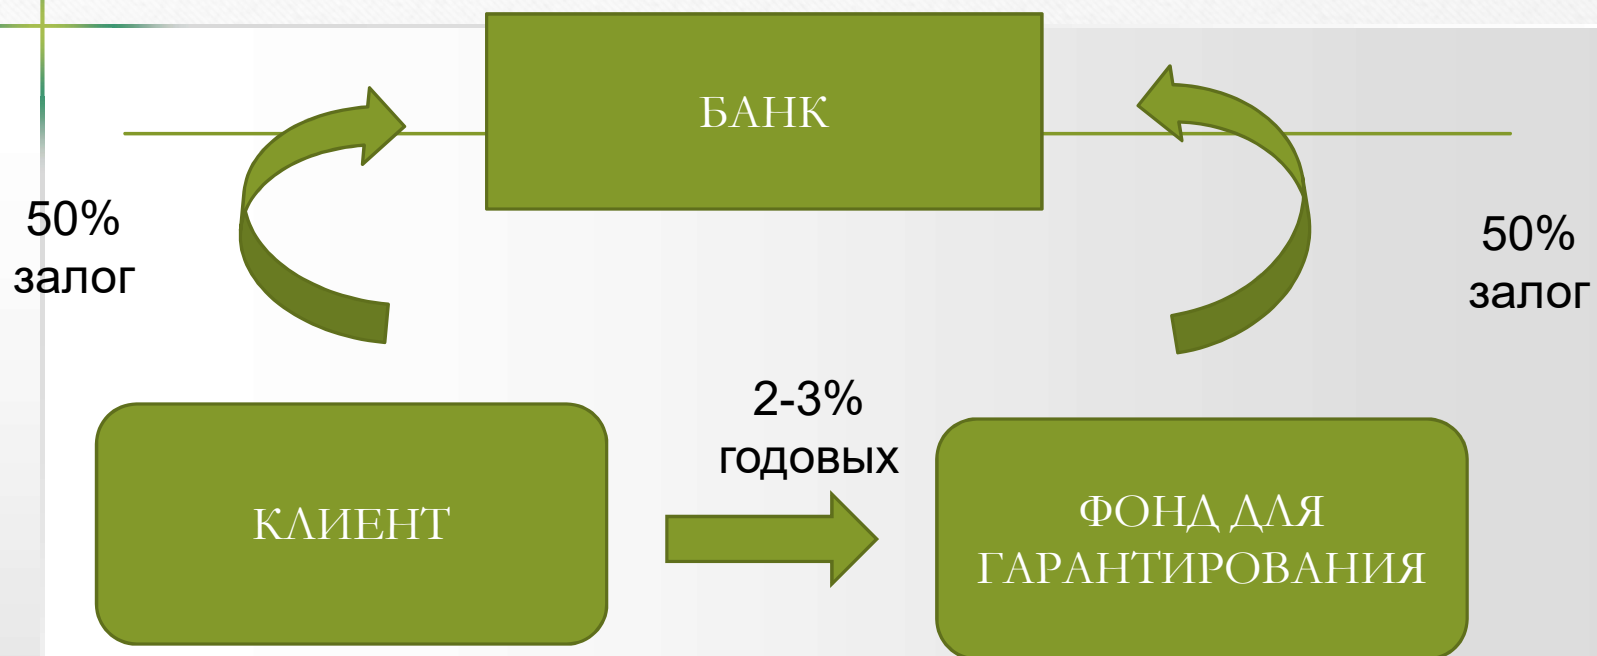 БАНК
50%
залог
50%
залог
2-3%
годовых
КЛИЕНТ
ФОНД ДЛЯ
ГАРАНТИРОВАНИЯ